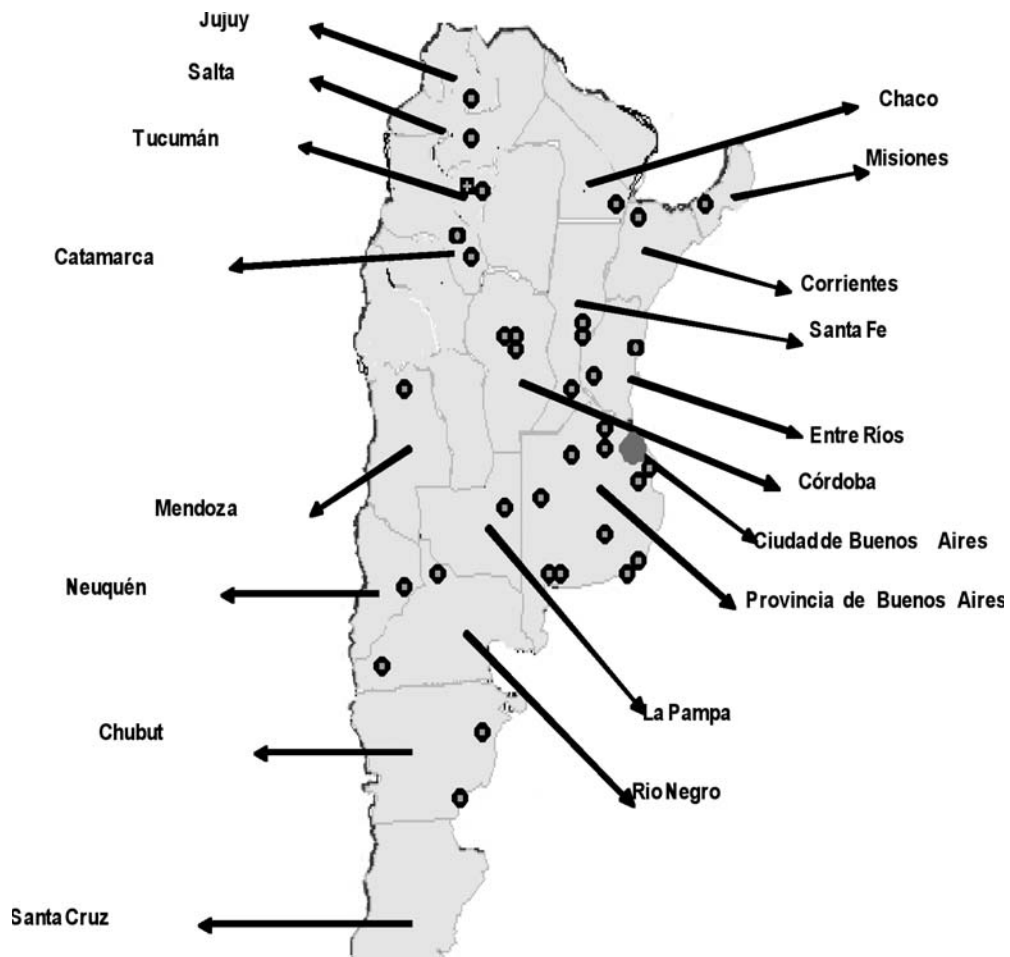 Jujuy
Salta
Tucumán
Catamarca
Mendoza
Neuquén
Chubut
Santa Cruz
Chaco
Misiones
Corrientes
Santa Fe
Entre Ríos
Córdoba
Ciudad de Buenos Aires
Provincia de Buenos Aires
La Pampa
Rio Negro